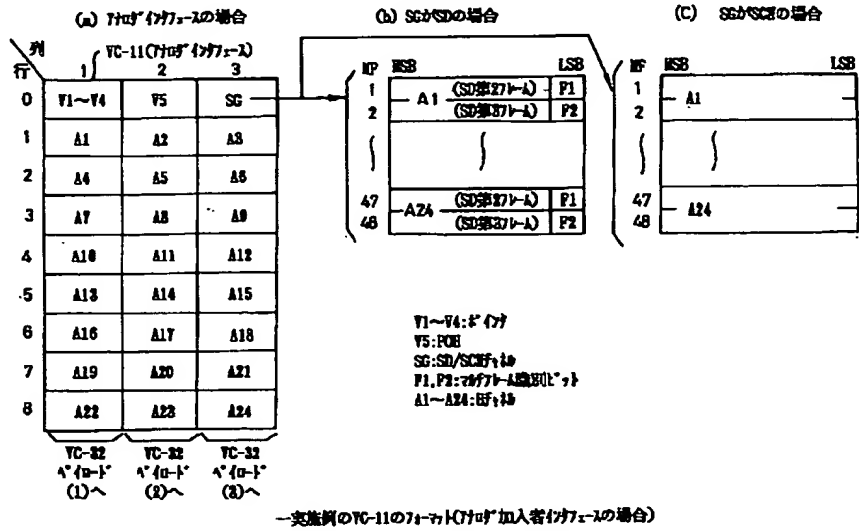 (a) アナログインタフェースの場合
(b) SGがSDの場合
(C) SGがSCNの場合
列
行
VC-11(アナログインタフェース)
1 2 3
0 V1~V4 V5 SG
1 A1 A2 A3
2 A4 A5 A6
3 A7 A8 A9
4 A10 A11 A12
5 A13 A14 A15
6 A16 A17 A18
7 A19 A20 A21
8 A22 A23 A24
VC-32 VC-32 VC-32
ペイロード ペイロード ペイロード
(1)へ (2)へ (3)へ
MF MSB LSB
1 A1 (SD第2フレーム) F1
2 (SD第3フレーム) F2
47 A24 (SD第2フレーム) F1
48 (SD第3フレーム) F2
MF MSB LSB
1 A1
2
47 A24
48
V1~V4:ポインタ
V5:POH
SG:SD/SCNチャネル
F1,F2:マルチフレーム識別ビット
A1~A24:Bチャネル
一実施例のVC-11のフォーマット(アナログ加入者インタフェースの場合)